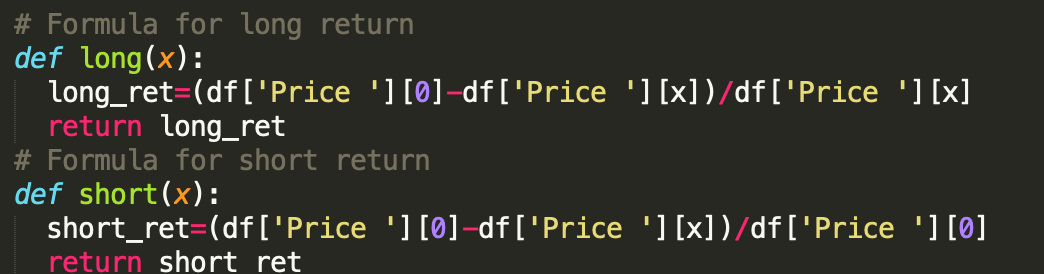 # Formula for long return
def long(x):
long_ret=(df['Price '][0]-df['Price '][x])/df['Price '][x]
return long_ret
# Formula for short return
def short(x):
short_ret=(df['Price '][0]-df['Price '][x])/df['Price '][0]
return short_ret